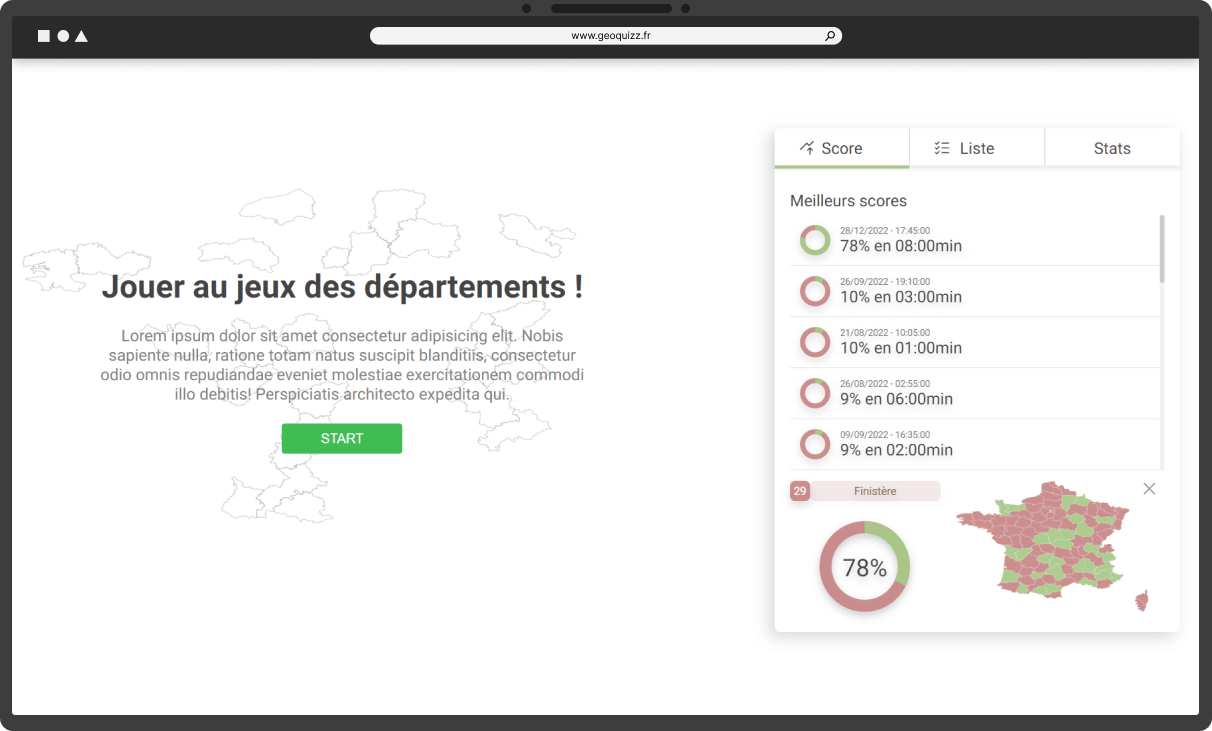 www.geoquizz.fr
Jouer au jeux des départements !
Lorem ipsum dolor sit amet consectetur adipisicing elit. Nobis
sapiente nulla, ratione totam natus suscipit blanditiis, consectetur
odio omnis repudiandae eveniet molestiae exercitationem commodi
illo debitis! Perspiciatis architecto expedita qui.
START
Score
Liste
Stats
Meilleurs scores
28/12/2022 - 17:45:00
78% en 08:00min
26/09/2022 - 19:10:00
10% en 03:00min
21/08/2022 - 10:05:00
10% en 01:00min
26/08/2022 - 02:55:00
9% en 06:00min
09/09/2022 - 16:35:00
9% en 02:00min
29 Finistère
78%